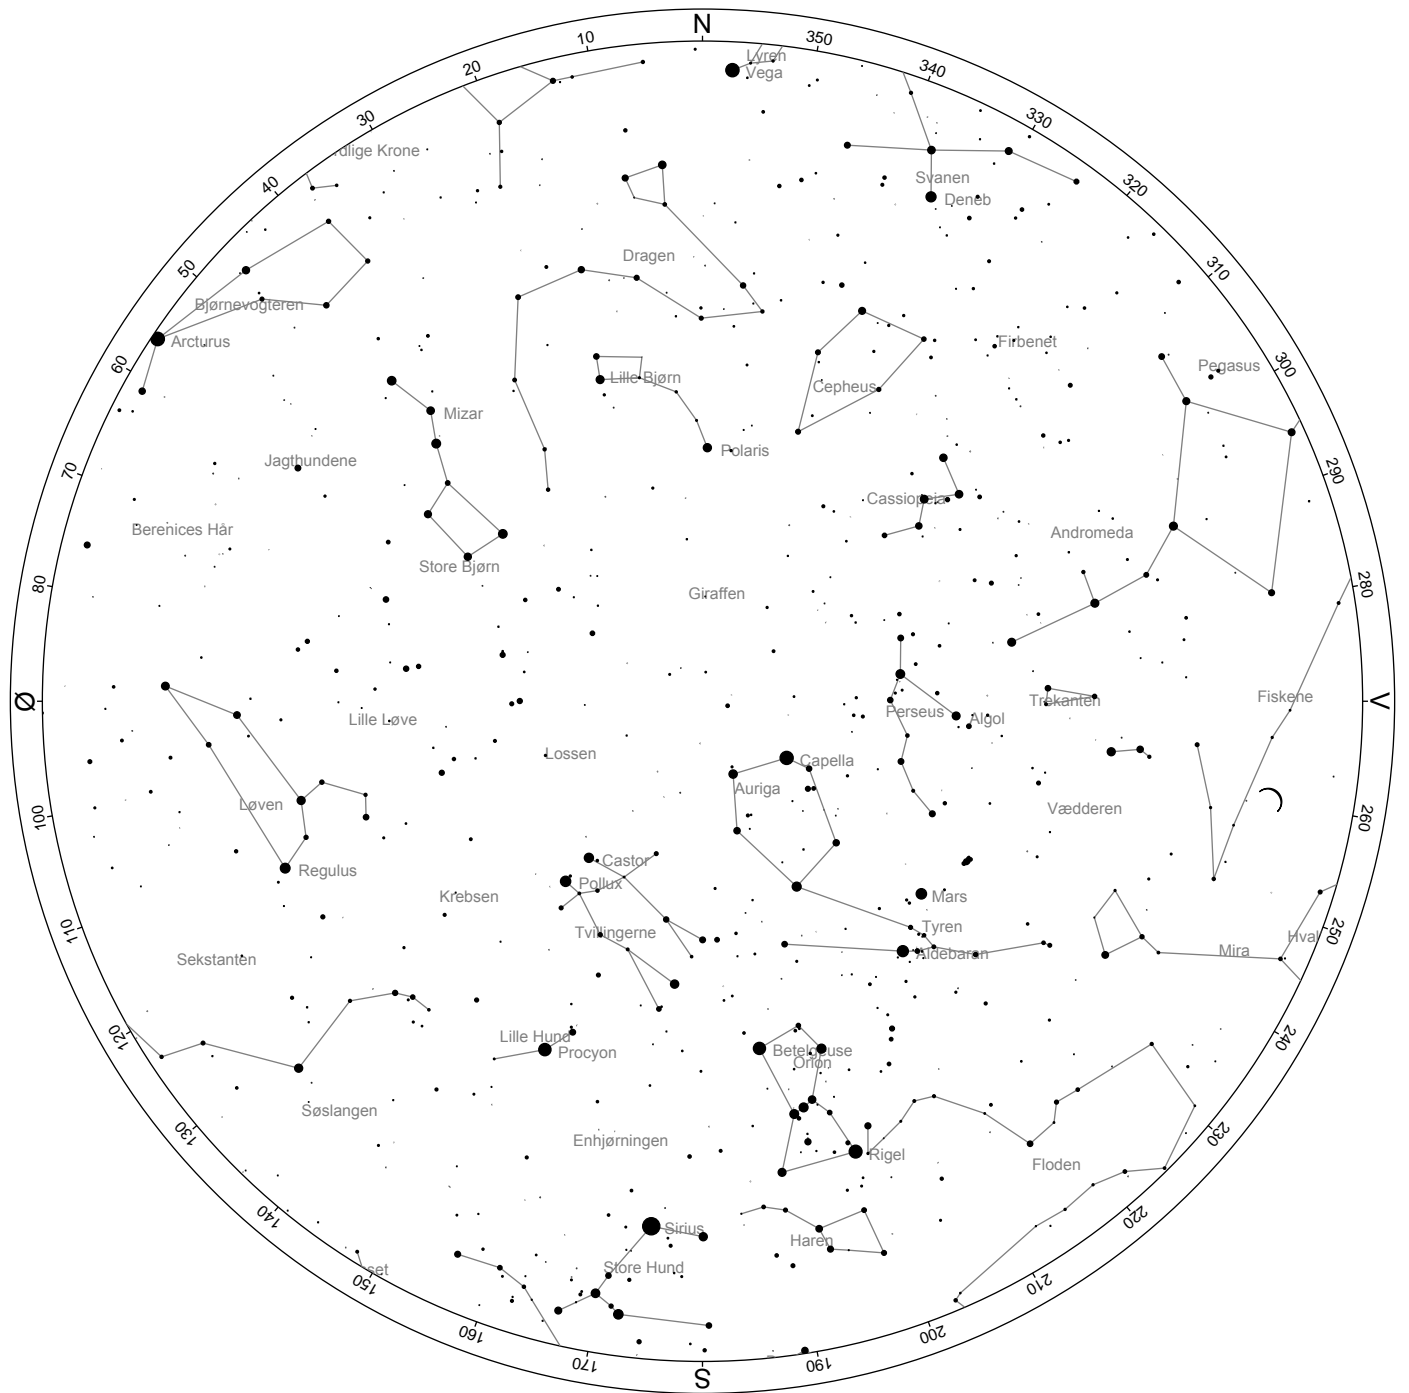 N
10
350
20
340
30
330
40
320
50
310
60
300
70
290
80
280
Ø
V
100
260
110
250
120
240
130
230
140
220
150
210
160
200
170
190
S
Lyren
Vega
rdlige Krone
Svanen
Deneb
Dragen
Bjørnevogteren
Arcturus
Firbenet
Pegasus
Lille Bjørn
Cepheus
Mizar
Polaris
Jagthundene
Cassiopeia
Berenices Hår
Andromeda
Store Bjørn
Giraffen
Fiskene
Trekanten
Perseus
Algol
Lille Løve
Lossen
Capella
Auriga
Løven
Vædderen
Castor
Regulus
Pollux
Krebsen
Mars
Tyren
Tvillingerne
Hval
Aldebaran
Mira
Sekstanten
Lille Hund
Procyon
Betelgeuse
Orion
Søslangen
Enhjørningen
Rigel
Floden
Sirius
Haren
Store Hund
set